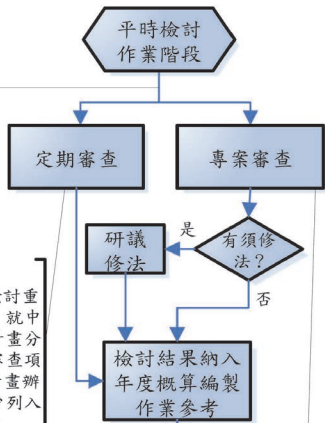 平時檢討
作業階段
定期審查
專案審查
是
有須修
法？
研議
修法
否
討重
就中
畫分
查項
畫辦
列入
檢討結果納入
年度概算編製
作業參考